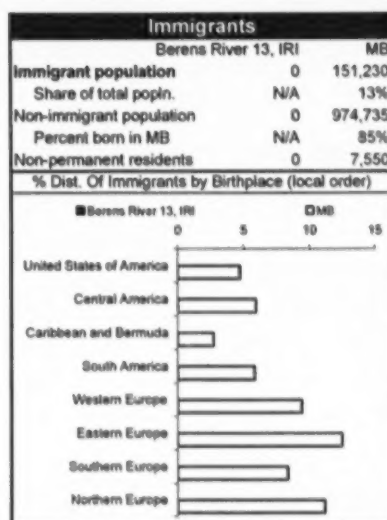 Immigrants
Berens River 13, IRI MB
Immigrant population 0 151,230
Share of total popln. N/A 13%
Non-immigrant population 0 974,735
Percent born in MB N/A 85%
Non-permanent residents 0 7,550
% Dist. Of Immigrants by Birthplace (local order)
Berens River 13, IRI MB
0 5 10 15
United States of America
Central America
Caribbean and Bermuda
South America
Western Europe
Eastern Europe
Southern Europe
Northern Europe